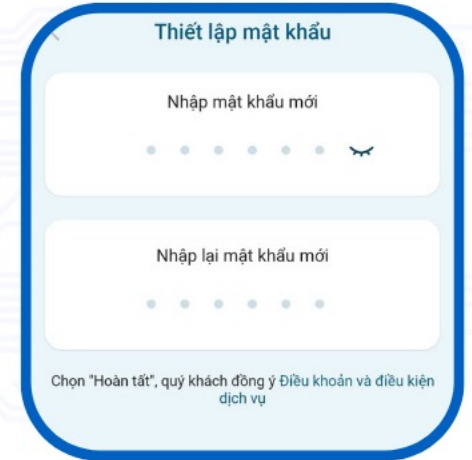 Thiết lập mật khẩu
Nhập mật khẩu mới
Nhập lại mật khẩu mới
Chọn "Hoàn tất", quý khách đồng ý Điều khoản và điều kiện
dịch vụ